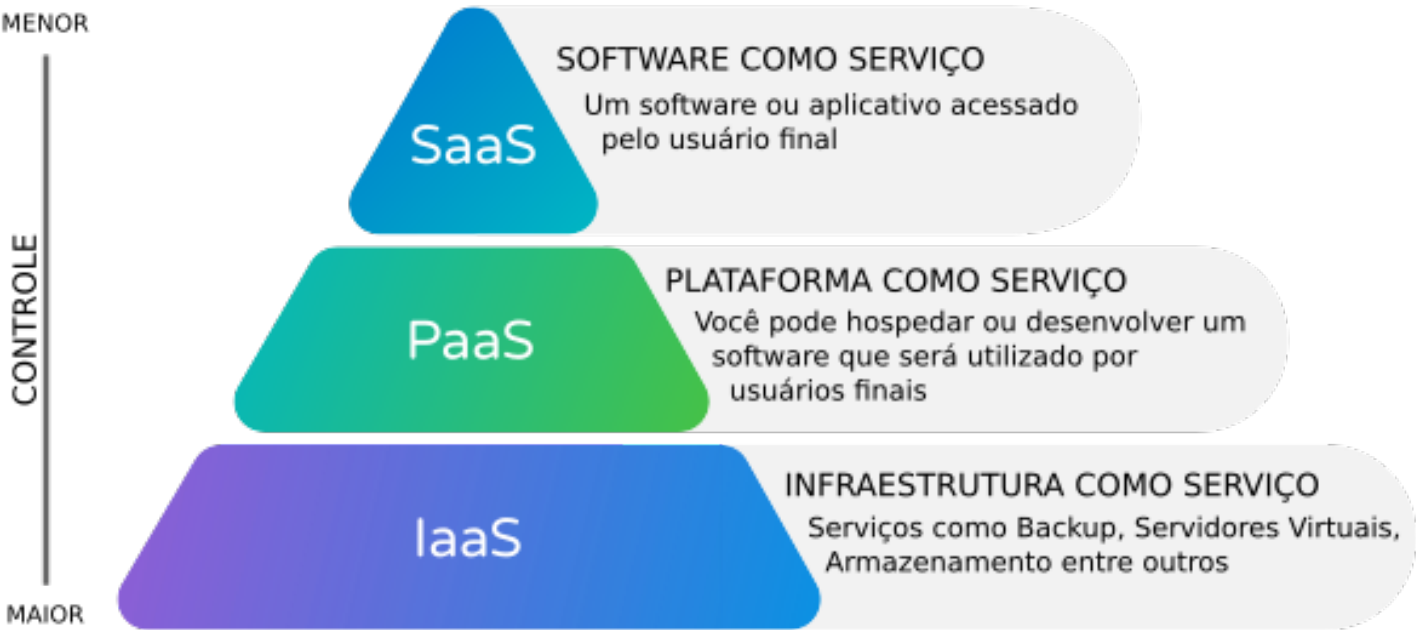 MENOR
CONTROLE
MAIOR
SaaS
SOFTWARE COMO SERVIÇO
Um software ou aplicativo acessado
pelo usuário final
PaaS
PLATAFORMA COMO SERVIÇO
Você pode hospedar ou desenvolver um
software que será utilizado por
usuários finais
IaaS
INFRAESTRUTURA COMO SERVIÇO
Serviços como Backup, Servidores Virtuais,
Armazenamento entre outros